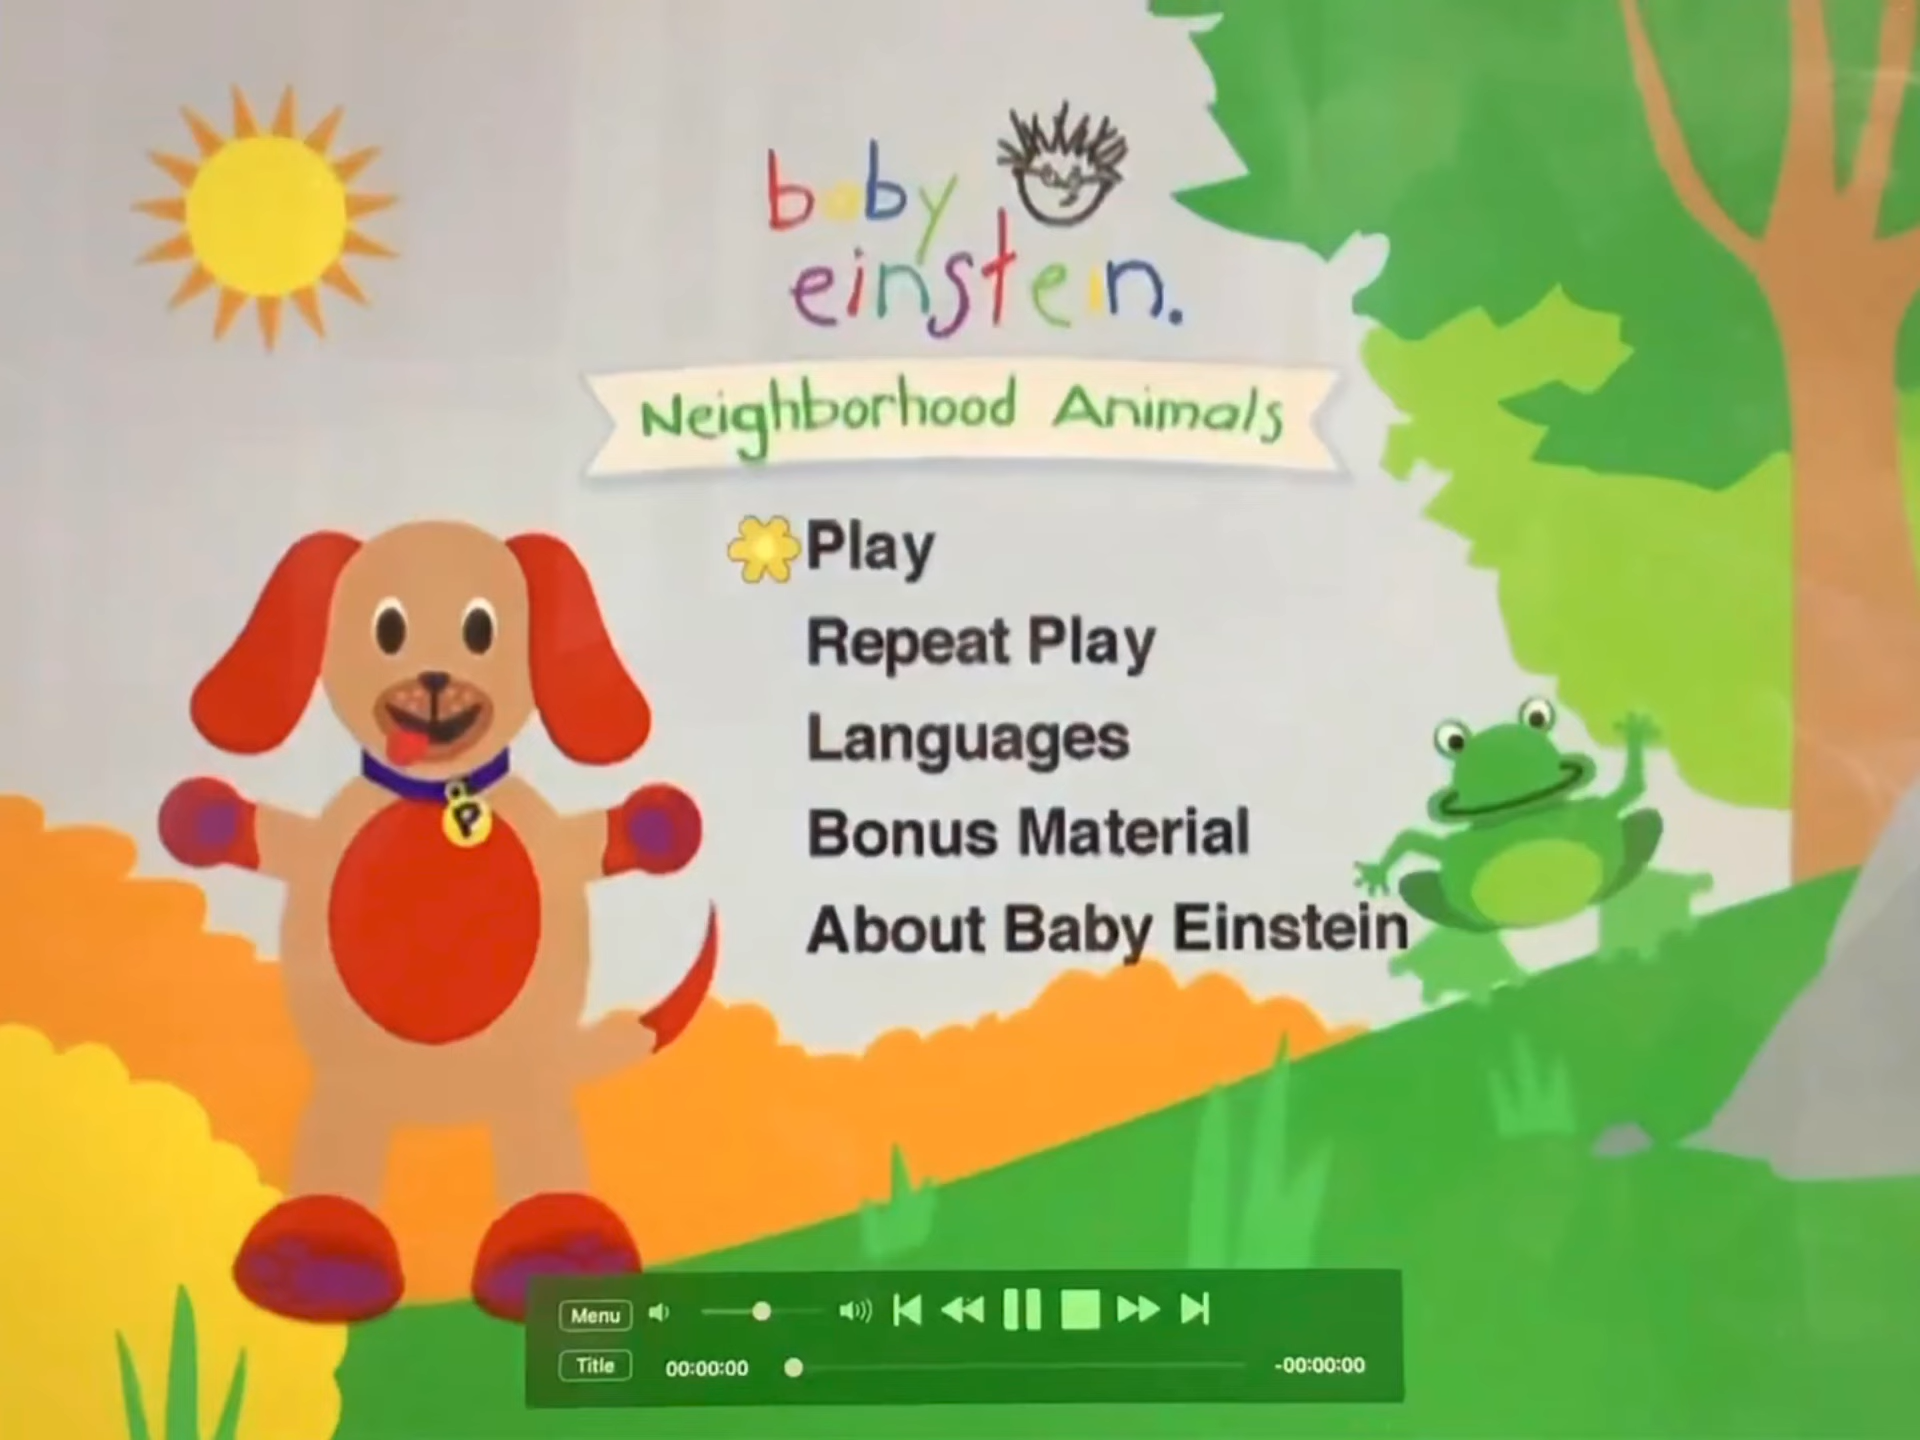 baby
einstein.
Neighborhood Animals
Play
Repeat Play
Languages
Bonus Material
About Baby Einstein
P
Menu
Title
00:00:00
-00:00:00